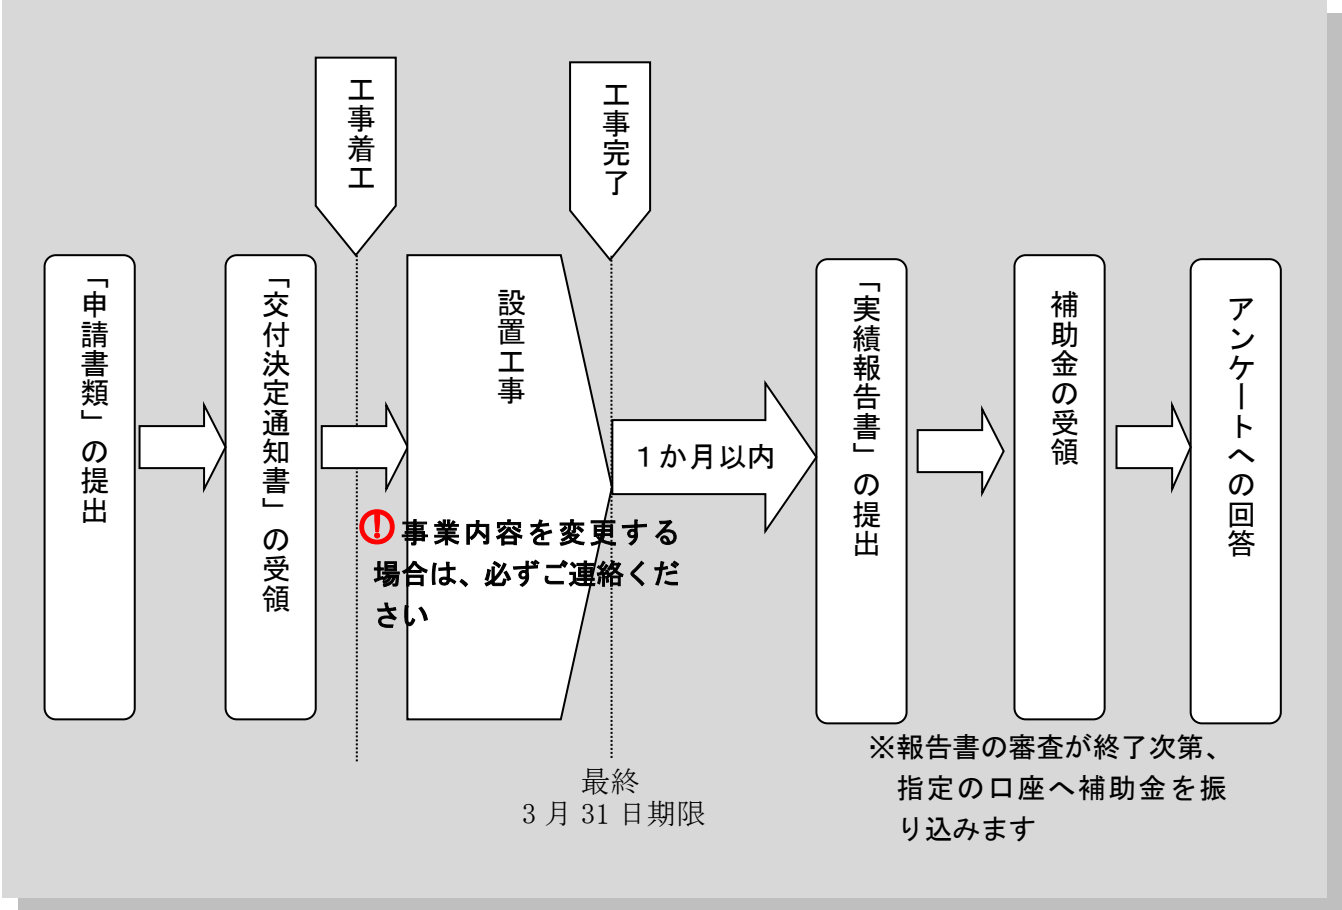 工事着工
工事完了
「申請書類」の提出
「交付決定通知書」の受領
設置工事
１か月以内
「実績報告書」の提出
補助金の受領
アンケートへの回答
!事業内容を変更する
場合は、必ずご連絡くだ
さい
最終
3 月 31 日期限
※報告書の審査が終了次第、
指定の口座へ補助金を振
り込みます